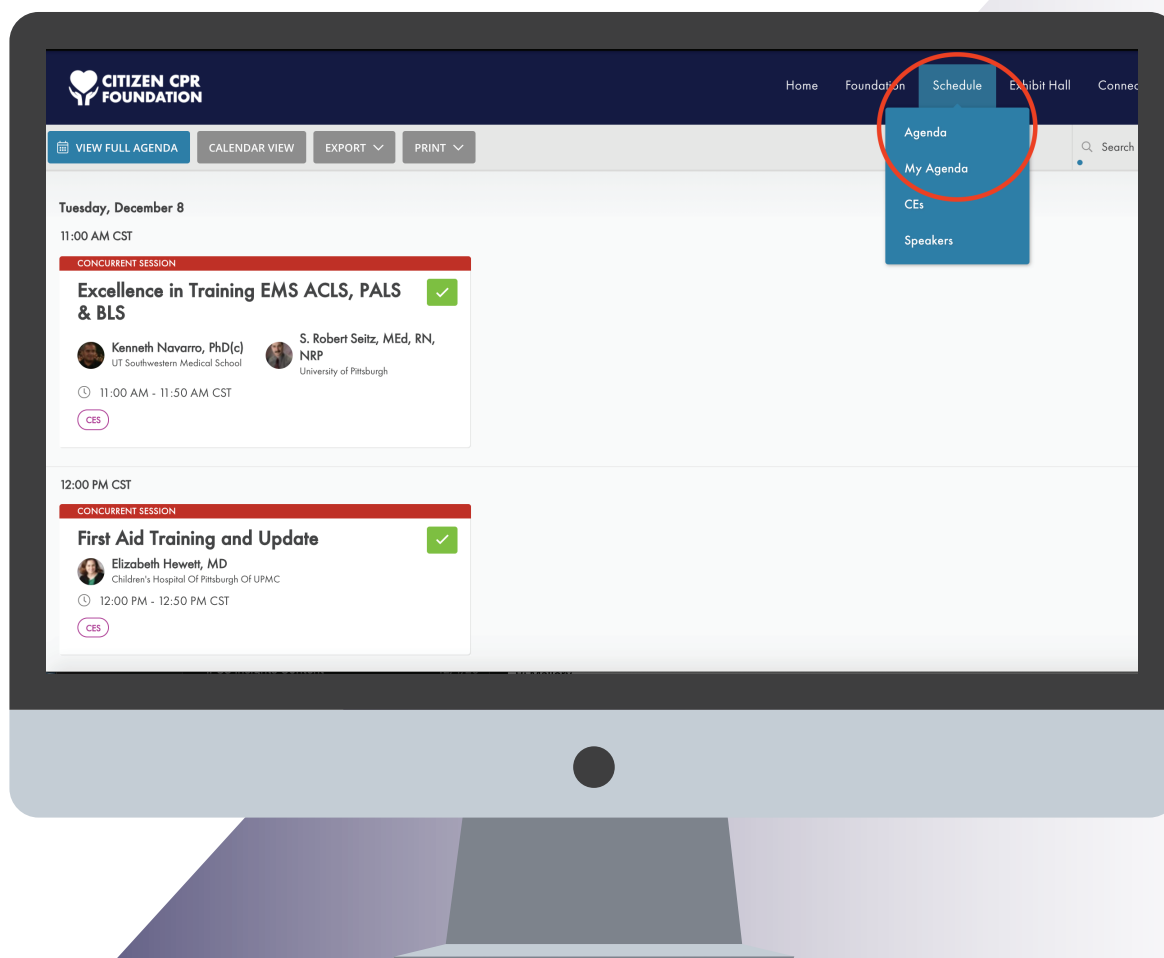 CITIZEN CPR
FOUNDATION
Home Foundation Schedule Exhibit Hall Connec
Agenda
My Agenda
CEs
Speakers
VIEW FULL AGENDA CALENDAR VIEW EXPORT PRINT Search
Tuesday, December 8
11:00 AM CST
CONCURRENT SESSION
Excellence in Training EMS ACLS, PALS
& BLS
Kenneth Navarro, PhD(c)
UT Southwestern Medical School
S. Robert Seitz, MEd, RN,
NRP
University of Pittsburgh
11:00 AM - 11:50 AM CST
CES
12:00 PM CST
CONCURRENT SESSION
First Aid Training and Update
Elizabeth Hewett, MD
Children's Hospital Of Pittsburgh Of UPMC
12:00 PM - 12:50 PM CST
CES